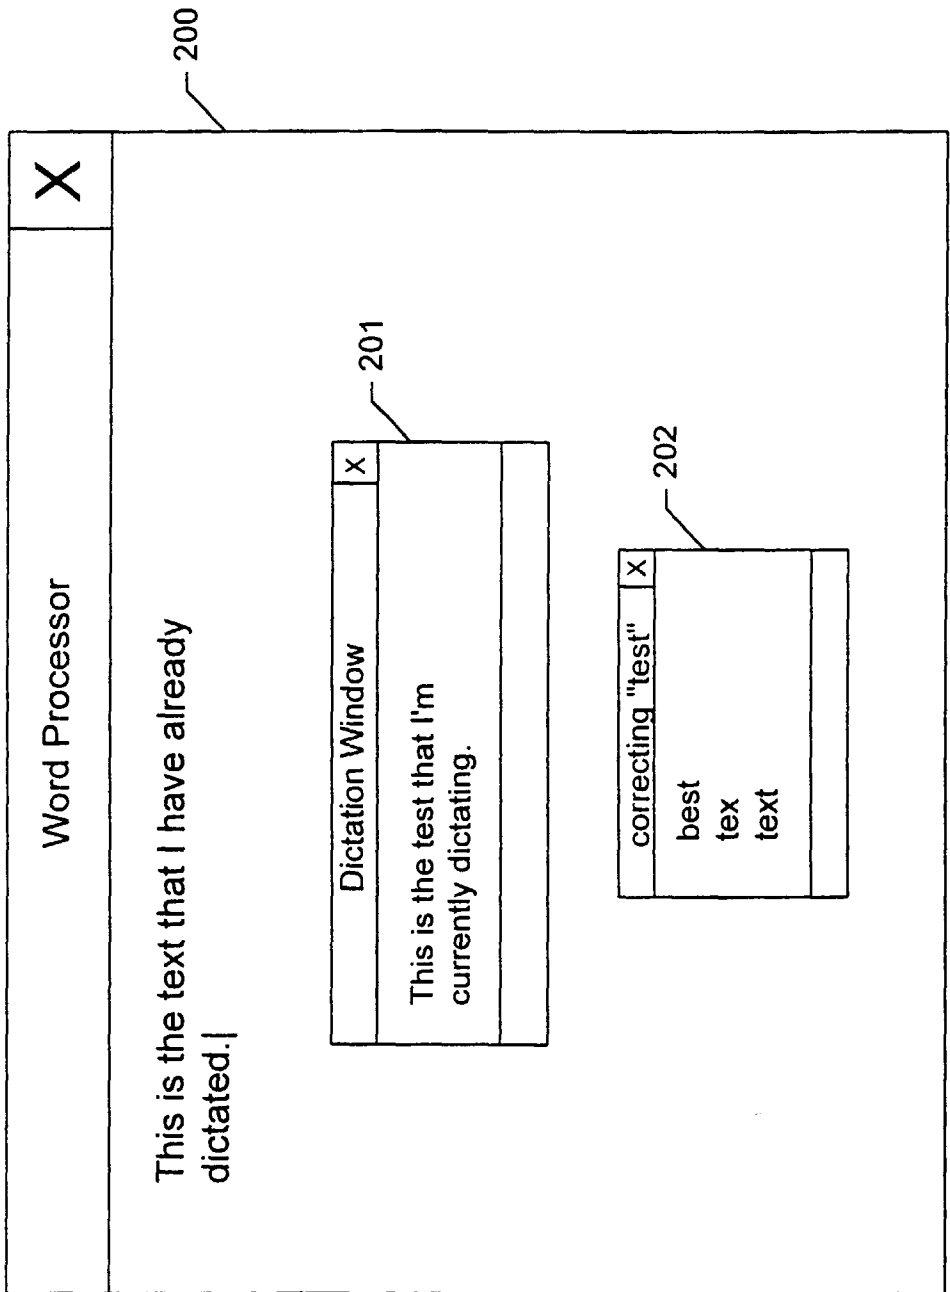 Word Processor
X
200
This is the text that I have already
dictated.|
Dictation Window
X
201
This is the test that I'm
currently dictating.
correcting "test"
X
202
best
tex
text